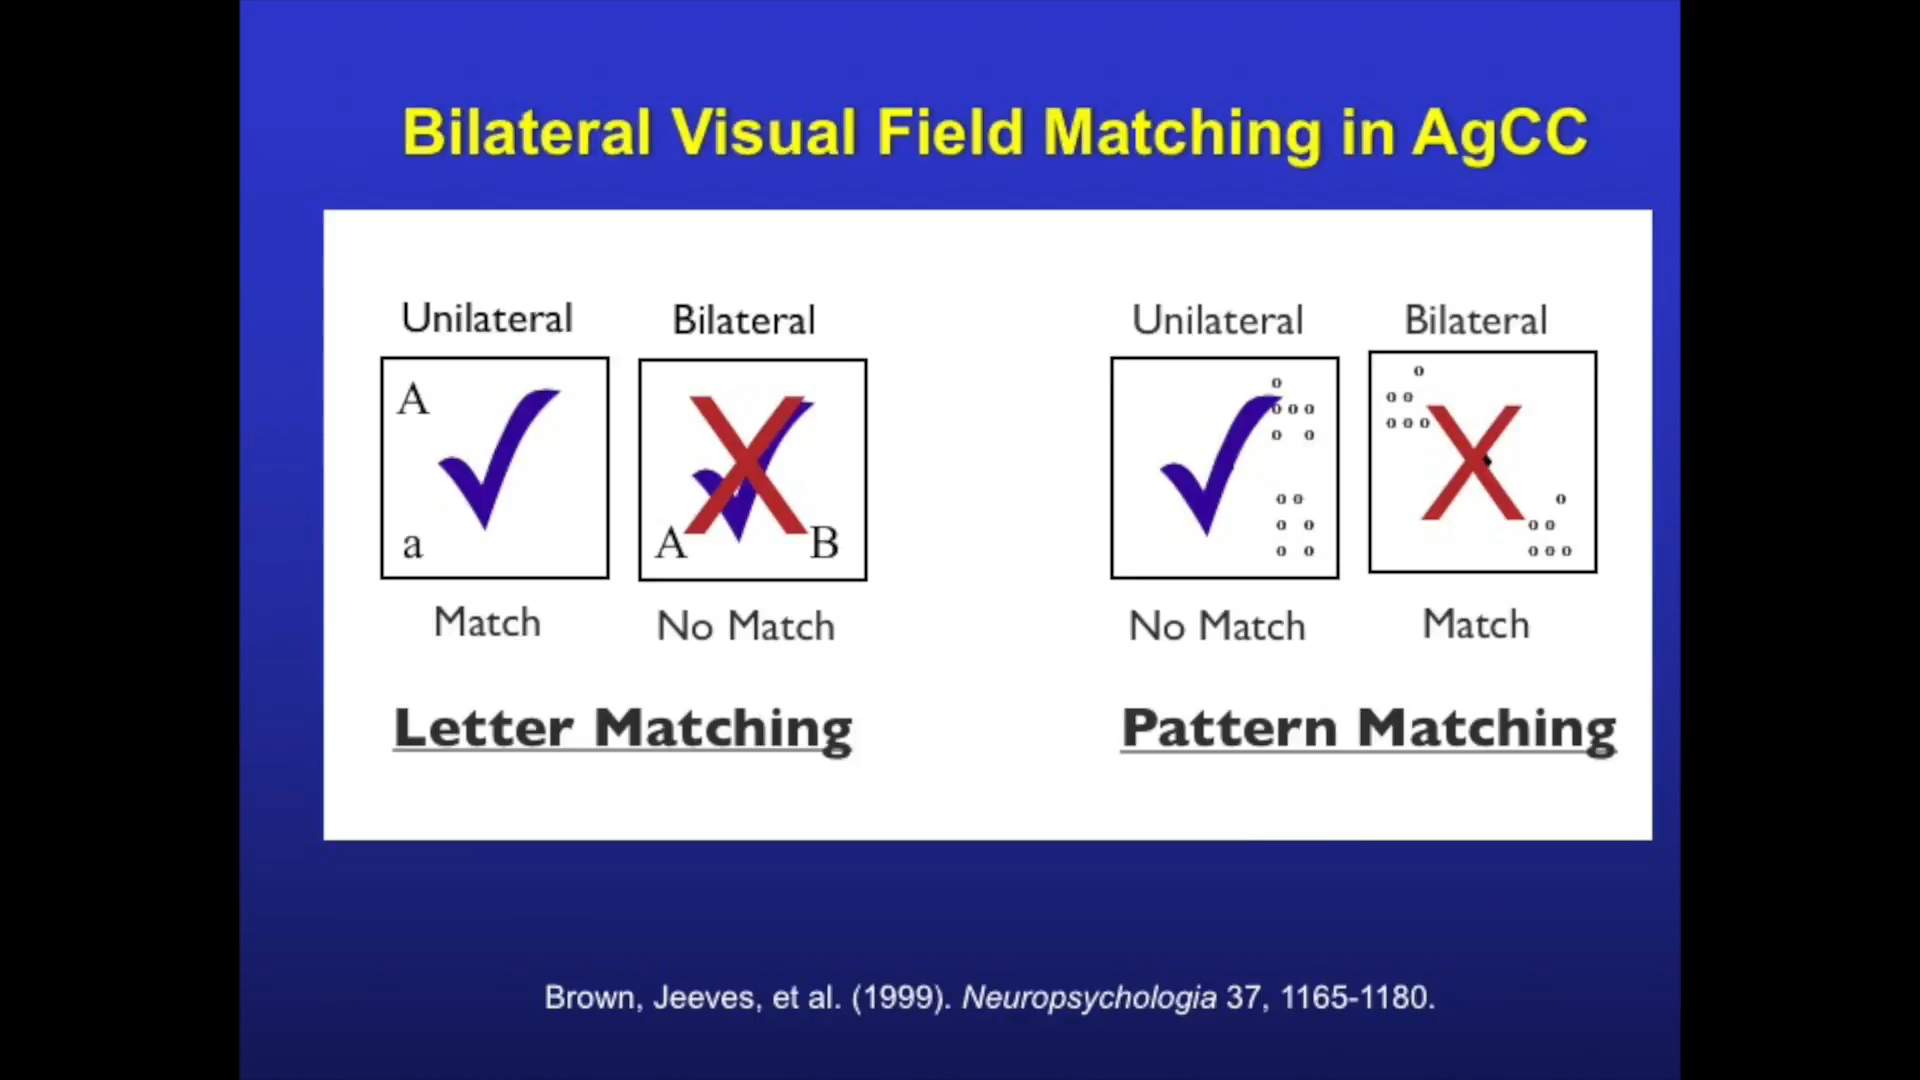 Bilateral Visual Field Matching in AgCC
Unilateral
Bilateral
Unilateral
Bilateral
A
a
A
B
o
o o o
o o
o o
o o
o o
o
o o
o o o
o
o o
o o o
Match
No Match
No Match
Match
Letter Matching
Pattern Matching
Brown, Jeeves, et al. (1999). Neuropsychologia 37, 1165-1180.